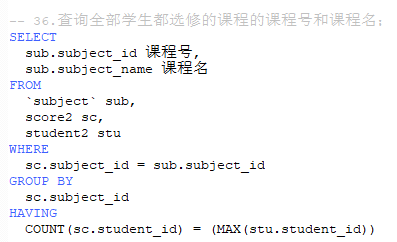 -- 36.查询全部学生都选修的课程的课程号和课程名;
SELECT
sub.subject_id 课程号,
sub.subject_name 课程名
FROM
`subject` sub,
score2 sc,
student2 stu
WHERE
sc.subject_id = sub.subject_id
GROUP BY
sc.subject_id
HAVING
COUNT(sc.student_id) = (MAX(stu.student_id))